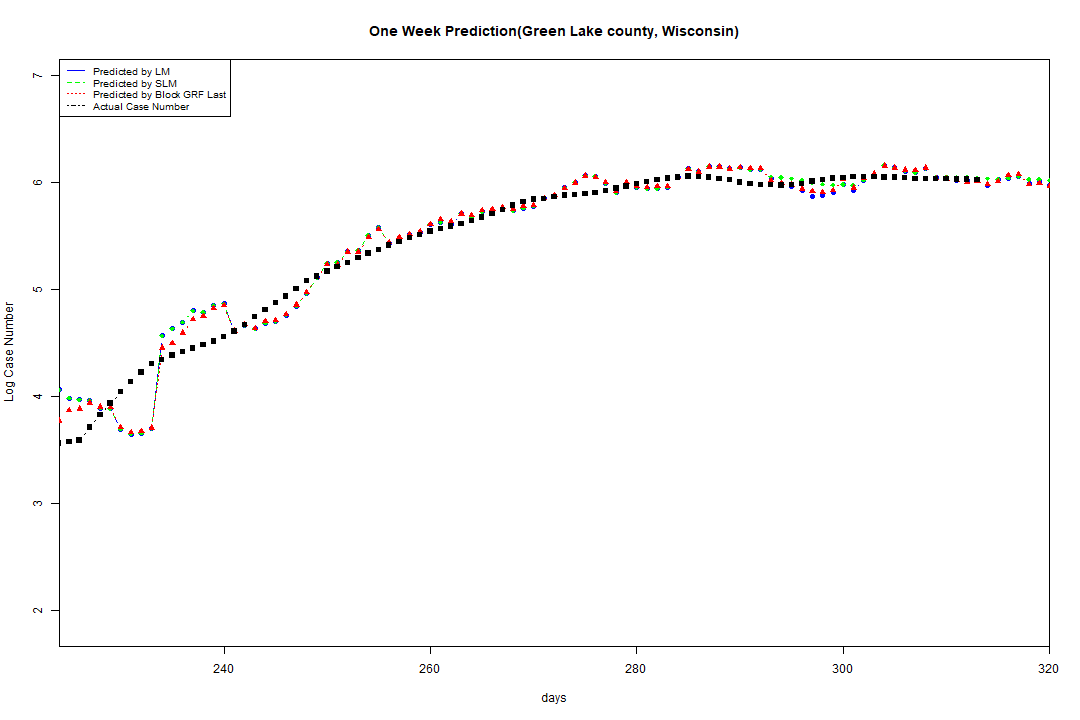 One Week Prediction(Green Lake county, Wisconsin)
Predicted by LM
Predicted by SLM
Predicted by Block GRF Last
Actual Case Number
7
6
5
4
3
2
Log Case Number
240 260 280 300 320
days